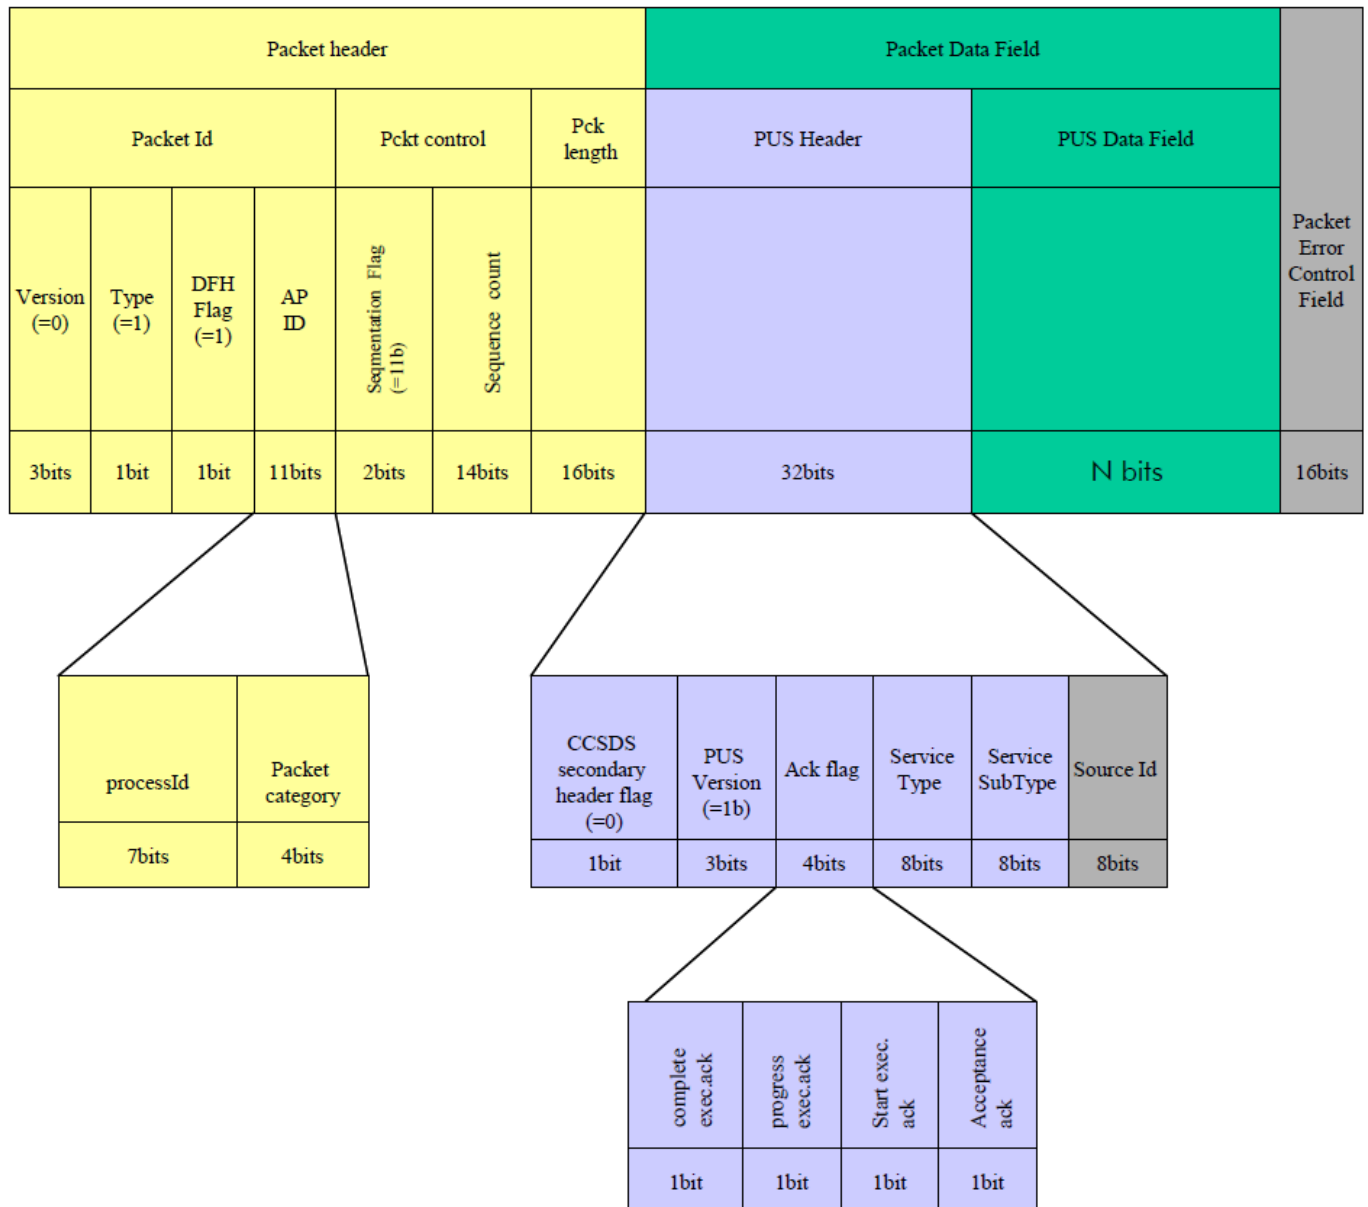 Packet header
Packet Data Field
Packet Id
Pckt control
Pck
length
PUS Header
PUS Data Field
Packet
Error
Control
Field
Version
(=0)
Type
(=1)
DFH
Flag
(=1)
AP
ID
Seqmentation Flag
(=11b)
Sequence count
3bits
1bit
1bit
11bits
2bits
14bits
16bits
32bits
N bits
16bits
processId
Packet
category
7bits
4bits
CCSDS
secondary
header flag
(=0)
PUS
Version
(=1b)
Ack flag
Service
Type
Service
SubType
Source Id
1bit
3bits
4bits
8bits
8bits
8bits
complete
exec.ack
progress
exec.ack
Start exec.
ack
Acceptance
ack
1bit
1bit
1bit
1bit